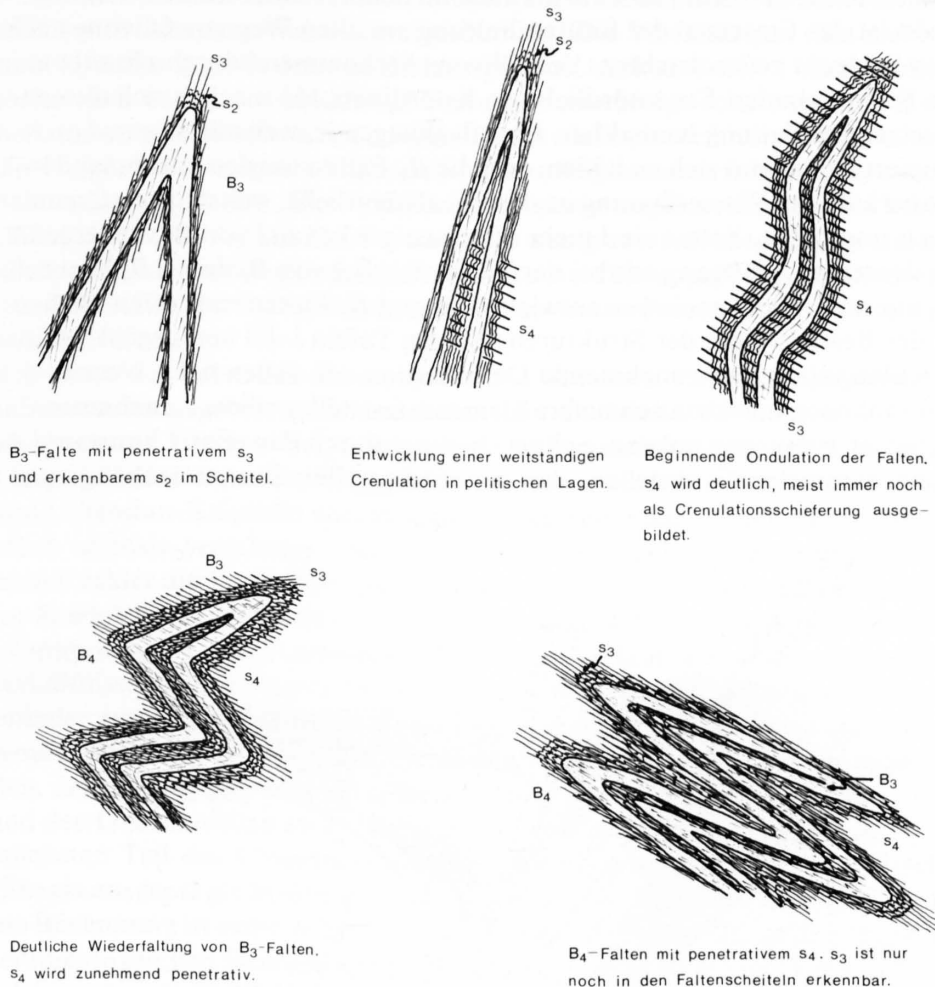 s₃
s₂
B₃
B₃-Falte mit penetrativem s₃
und erkennbarem s₂ im Scheitel.
s₃
s₂
s₄
Entwicklung einer weitständigen
Crenulation in pelitischen Lagen.
s₄
s₃
Beginnende Ondulation der Falten.
s₄ wird deutlich, meist immer noch
als Crenulationsschieferung ausge-
bildet.
B₃
s₃
B₄
s₄
Deutliche Wiederfaltung von B₃-Falten.
s₄ wird zunehmend penetrativ.
s₃
B₃
B₄
s₄
B₄-Falten mit penetrativem s₄. s₃ ist nur
noch in den Faltenscheiteln erkennbar.